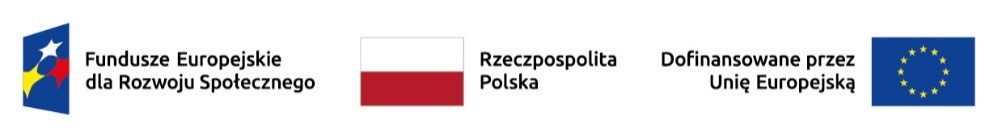 Fundusze Europejskie
dla Rozwoju Społecznego
Rzeczpospolita
Polska
Dofinansowane przez
Unię Europejską